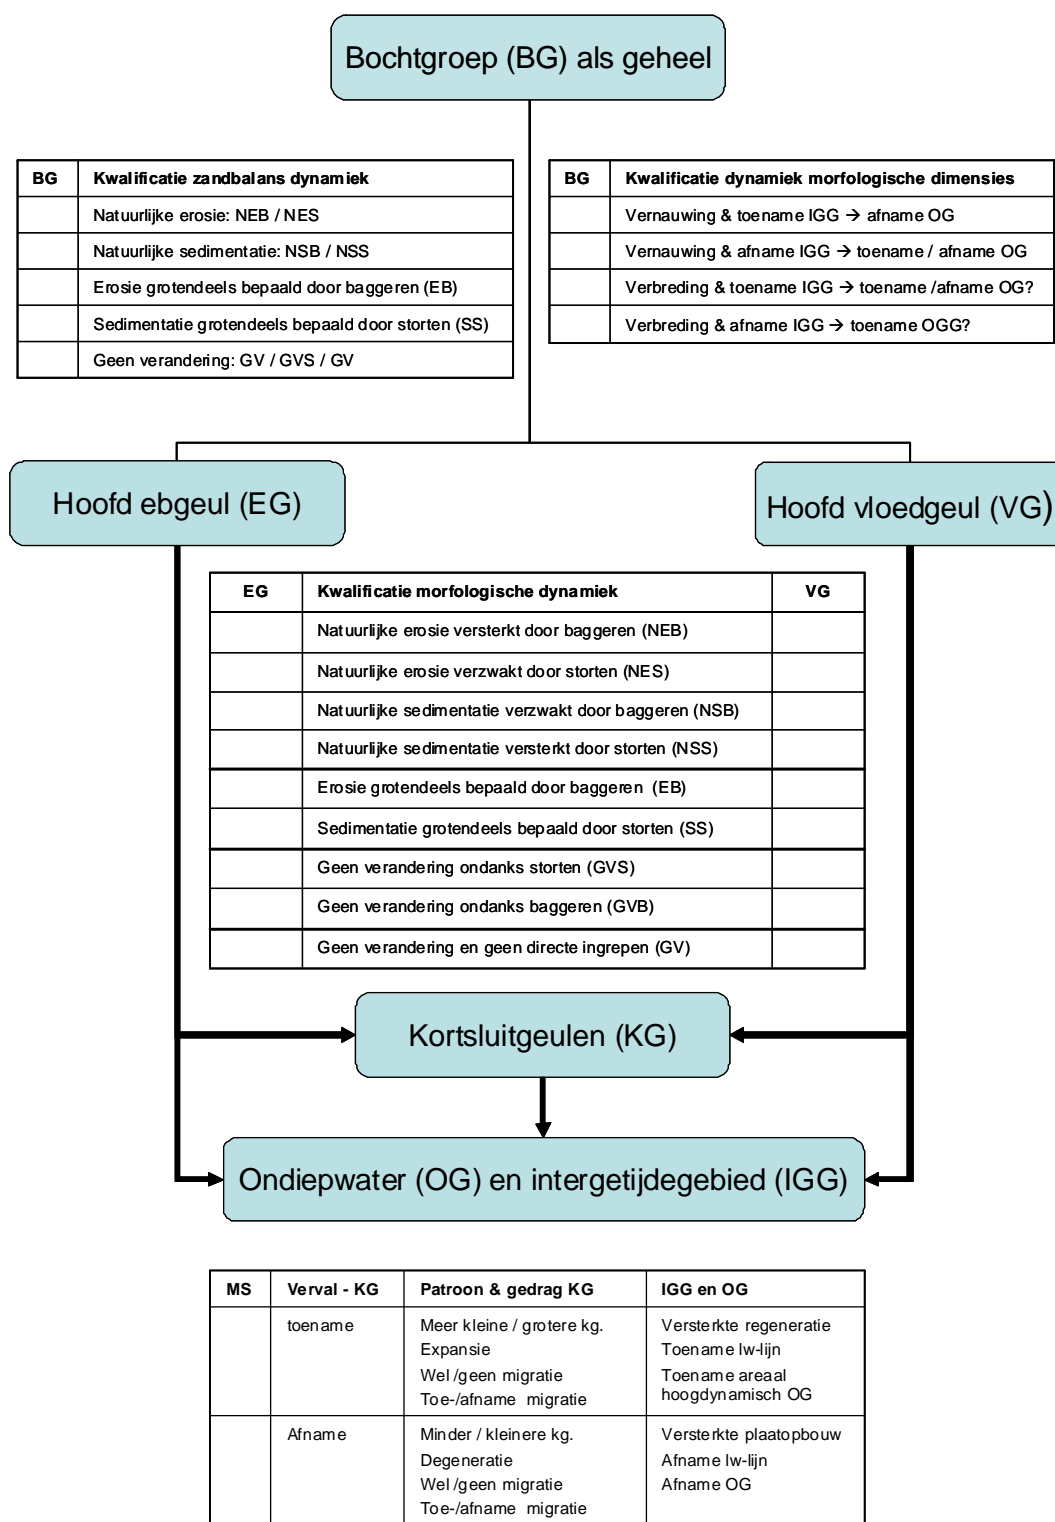 Bochtgroep (BG) als geheel
BG Kwalificatie zandbalans dynamiek
Natuurlijke erosie: NEB / NES
Natuurlijke sedimentatie: NSB / NSS
Erosie grotendeels bepaald door baggeren (EB)
Sedimentatie grotendeels bepaald door storten (SS)
Geen verandering: GV / GVS / GV
BG Kwalificatie dynamiek morfologische dimensies
Vernauwing & toename IGG → afname OG
Vernauwing & afname IGG → toename / afname OG
Verbreding & toename IGG → toename /afname OG?
Verbreding & afname IGG → toename OGG?
Hoofd ebgeul (EG)
Hoofd vloedgeul (VG)
EG Kwalificatie morfologische dynamiek VG
Natuurlijke erosie versterkt door baggeren (NEB)
Natuurlijke erosie verzwakt door storten (NES)
Natuurlijke sedimentatie verzwakt door baggeren (NSB)
Natuurlijke sedimentatie versterkt door storten (NSS)
Erosie grotendeels bepaald door baggeren (EB)
Sedimentatie grotendeels bepaald door storten (SS)
Geen verandering ondanks storten (GVS)
Geen verandering ondanks baggeren (GVB)
Geen verandering en geen directe ingrepen (GV)
Kortsluitgeulen (KG)
Ondiepwater (OG) en intergetijdegebied (IGG)
MS Verval - KG Patroon & gedrag KG IGG en OG
toename Meer kleine / grotere kg. Versterkte regeneratie
Expansie Toename lw-lijn
Wel /geen migratie Toename areaal
Toe-/afname migratie hoogdynamisch OG
Afname Minder / kleinere kg. Versterkte plaatopbouw
Degeneratie Afname lw-lijn
Wel /geen migratie Afname OG
Toe-/afname migratie